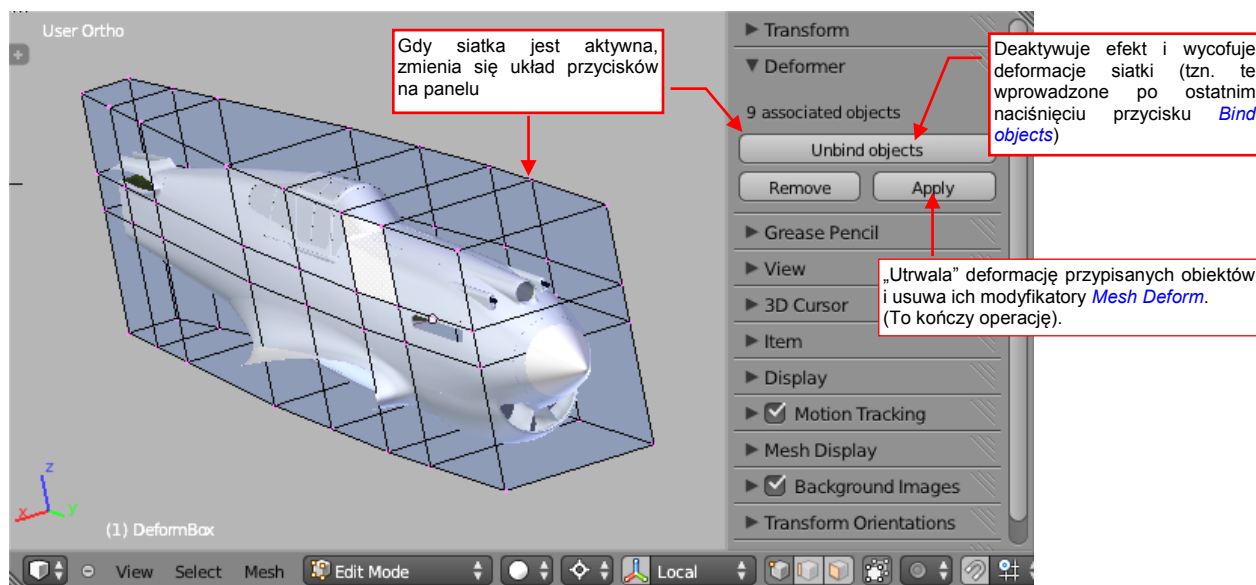 User Ortho
Gdy siatka jest aktywna,
zmienia się układ przycisków
na panelu
Transform
Deformer
9 associated objects
Unbind objects
Remove Apply
Grease Pencil
View
3D Cursor
Item
Display
Motion Tracking
Mesh Display
Background Images
Transform Orientations
Deaktywuje efekt i wycofuje
deformacje siatki (tzn. te
wprowadzone po ostatnim
naciśnięciu przycisku Bind
objects)
„Utrwala” deformację przypisanych obiektów
i usuwa ich modyfikatory Mesh Deform.
(To kończy operację).
z
x y
(1) DeformBox
View Select Mesh Edit Mode Local